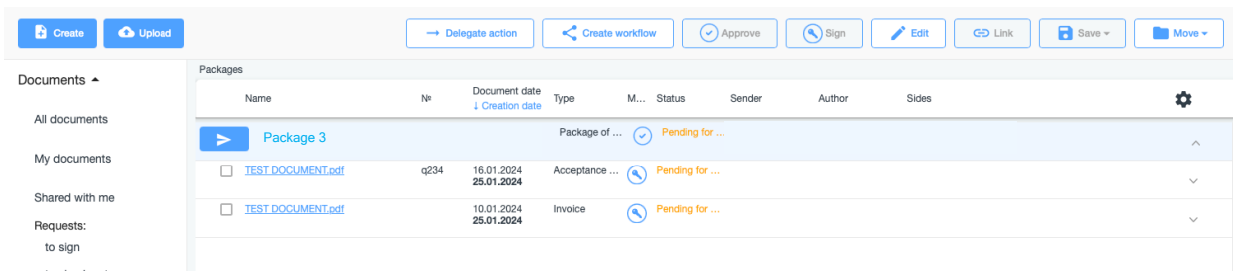 Create Upload Delegate action Create workflow Approve Sign Edit Link Save Move
Packages
Documents
Name № Document date Type M... Status Sender Author Sides
↓ Creation date
All documents
Package 3 Package of ... Pending for ...
My documents
TEST DOCUMENT.pdf q234 16.01.2024 Acceptance ... Pending for ...
25.01.2024
Shared with me
TEST DOCUMENT.pdf 10.01.2024 Invoice Pending for ...
25.01.2024
Requests:
to sign